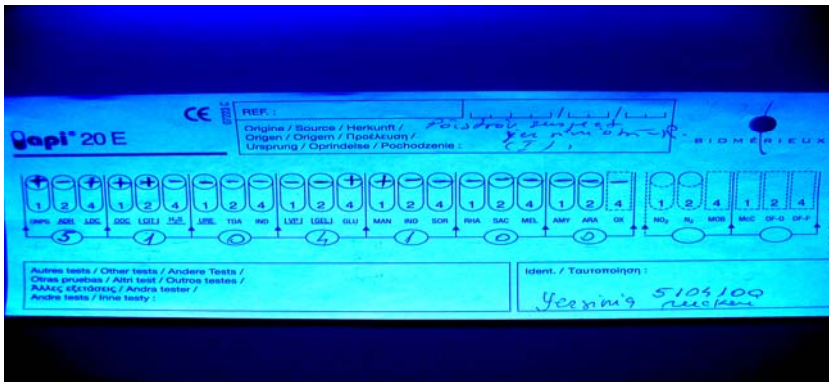 CE
07223 C
REF. :
api® 20 E
Origine / Source / Herkunft /
Origen / Origem / Προέλευση /
Ursprung / Oprindelse / Pochodzenie :
(I),
BIOMÉRIEUX
+ - + + + - - - - - - + + - - - - - - - -
1 2 4 1 2 4 1 2 4 1 2 4 1 2 4 1 2 4 1 2 4 1 2 4 1 2 4
ONPG ADH LDC ODC |CIT| H₂S URE TDA IND |VP| |GEL| GLU MAN INO SOR RHA SAC MEL AMY ARA OX NO₂ N₂ MOB McC OF-O OF-F
5 1 0 4 1 0 0
Autres tests / Other tests / Andere Tests /
Otras pruebas / Altri test / Outros testes /
Άλλες εξετάσεις / Andra tester /
Andre tests / Inne testy :
Ident. / Ταυτοποίηση :
5104100
Yersinia ruckeri